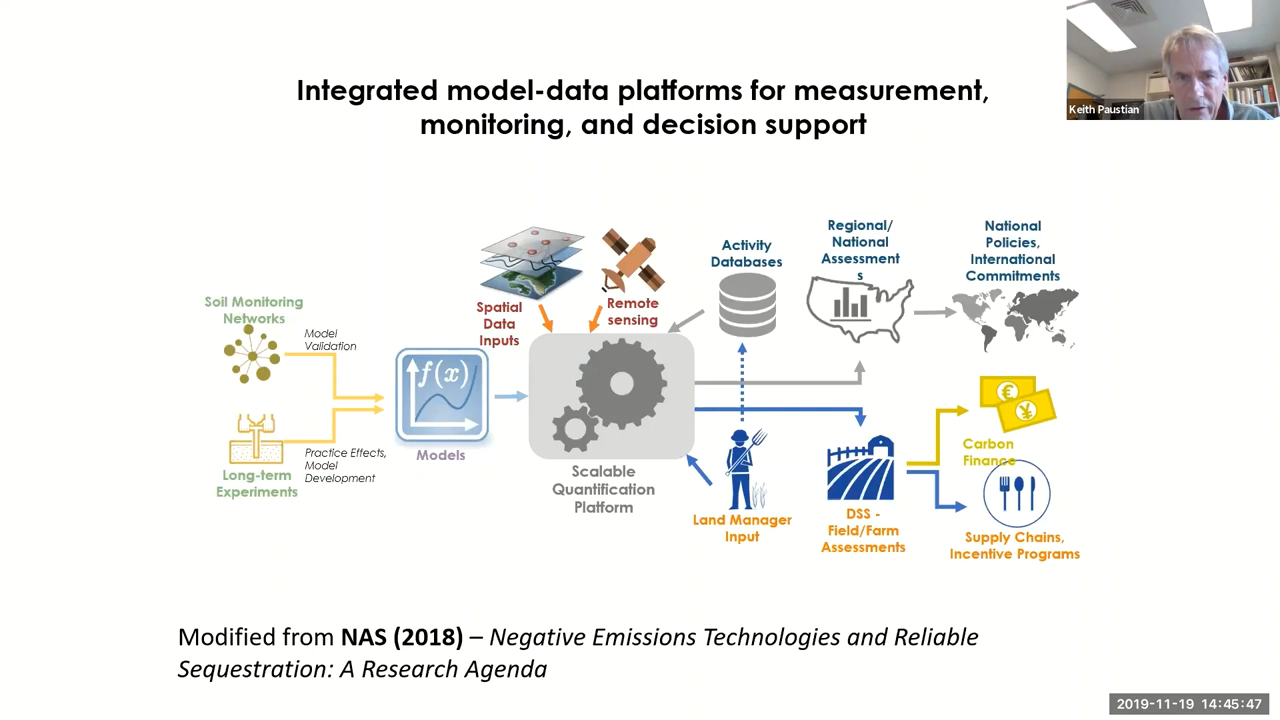 Integrated model-data platforms for measurement,
monitoring, and decision support
Keith Paustian
Soil Monitoring
Networks
Model
Validation
Long-term
Experiments
Practice Effects,
Model
Development
f(x)
Models
Spatial
Data
Inputs
Remote
sensing
Scalable
Quantification
Platform
Activity
Databases
Land Manager
Input
Regional/
National
Assessment
s
National
Policies,
International
Commitments
DSS -
Field/Farm
Assessments
€
¥
Carbon
Finance
Supply Chains,
Incentive Programs
Modified from NAS (2018) – Negative Emissions Technologies and Reliable
Sequestration: A Research Agenda
2019-11-19 14:45:47